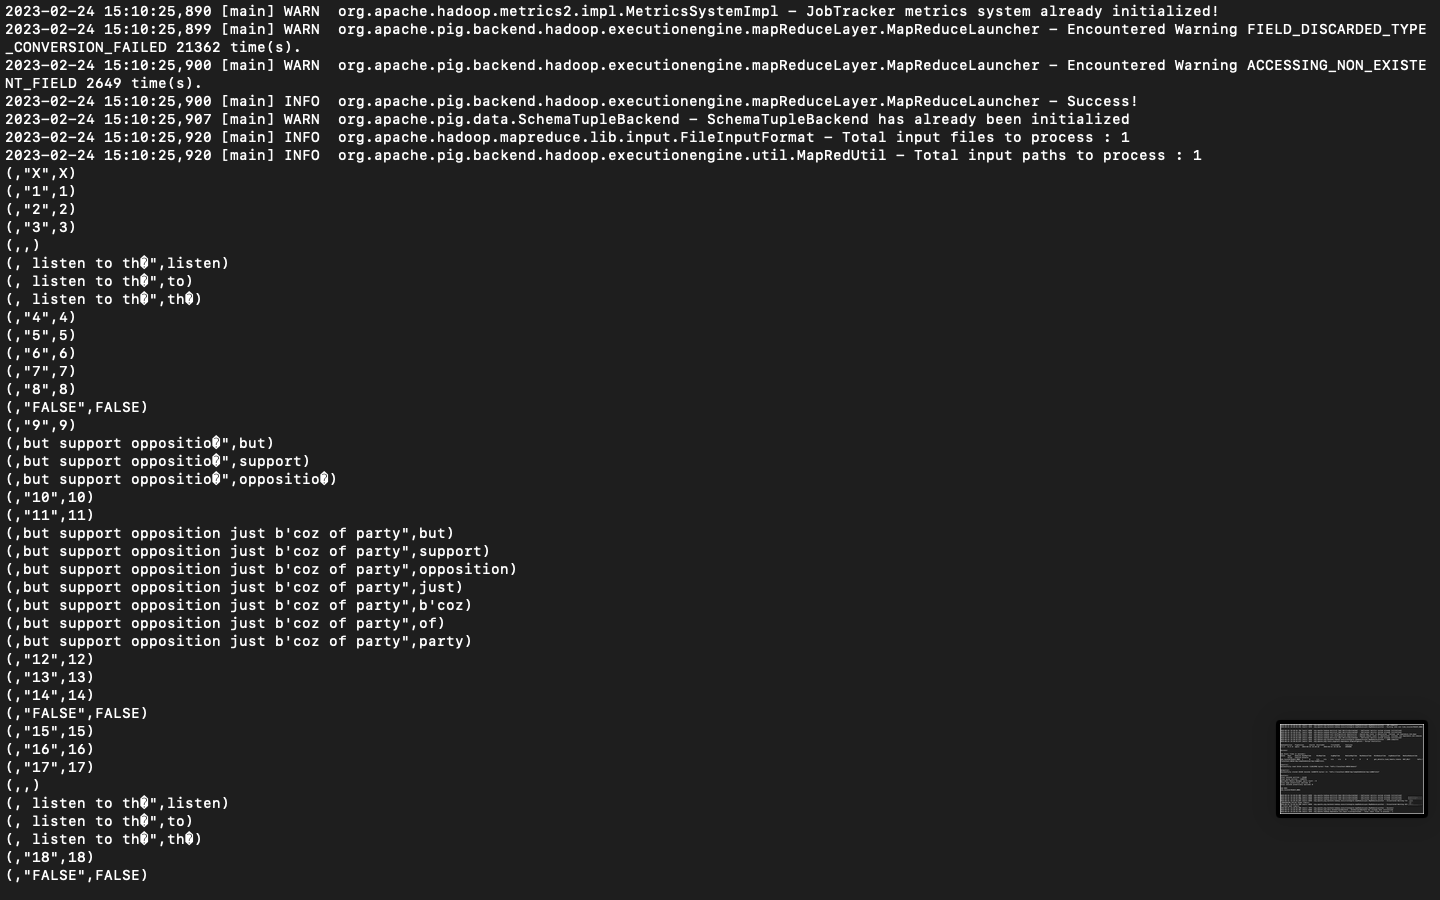 2023-02-24 15:10:25,890 [main] WARN  org.apache.hadoop.metrics2.impl.MetricsSystemImpl - JobTracker metrics system already initialized!
2023-02-24 15:10:25,899 [main] WARN  org.apache.pig.backend.hadoop.executionengine.mapReduceLayer.MapReduceLauncher - Encountered Warning FIELD_DISCARDED_TYPE
_CONVERSION_FAILED 21362 time(s).
2023-02-24 15:10:25,900 [main] WARN  org.apache.pig.backend.hadoop.executionengine.mapReduceLayer.MapReduceLauncher - Encountered Warning ACCESSING_NON_EXISTE
NT_FIELD 2649 time(s).
2023-02-24 15:10:25,900 [main] INFO  org.apache.pig.backend.hadoop.executionengine.mapReduceLayer.MapReduceLauncher - Success!
2023-02-24 15:10:25,907 [main] WARN  org.apache.pig.data.SchemaTupleBackend - SchemaTupleBackend has already been initialized
2023-02-24 15:10:25,920 [main] INFO  org.apache.hadoop.mapreduce.lib.input.FileInputFormat - Total input files to process : 1
2023-02-24 15:10:25,920 [main] INFO  org.apache.pig.backend.hadoop.executionengine.util.MapRedUtil - Total input paths to process : 1
(,"X",X)
(,"1",1)
(,"2",2)
(,"3",3)
(,,)
(, listen to th�",listen)
(, listen to th�",to)
(, listen to th�",th�)
(,"4",4)
(,"5",5)
(,"6",6)
(,"7",7)
(,"8",8)
(,"FALSE",FALSE)
(,"9",9)
(,but support oppositio�",but)
(,but support oppositio�",support)
(,but support oppositio�",oppositio�)
(,"10",10)
(,"11",11)
(,but support opposition just b'coz of party",but)
(,but support opposition just b'coz of party",support)
(,but support opposition just b'coz of party",opposition)
(,but support opposition just b'coz of party",just)
(,but support opposition just b'coz of party",b'coz)
(,but support opposition just b'coz of party",of)
(,but support opposition just b'coz of party",party)
(,"12",12)
(,"13",13)
(,"14",14)
(,"FALSE",FALSE)
(,"15",15)
(,"16",16)
(,"17",17)
(,,)
(, listen to th�",listen)
(, listen to th�",to)
(, listen to th�",th�)
(,"18",18)
(,"FALSE",FALSE)